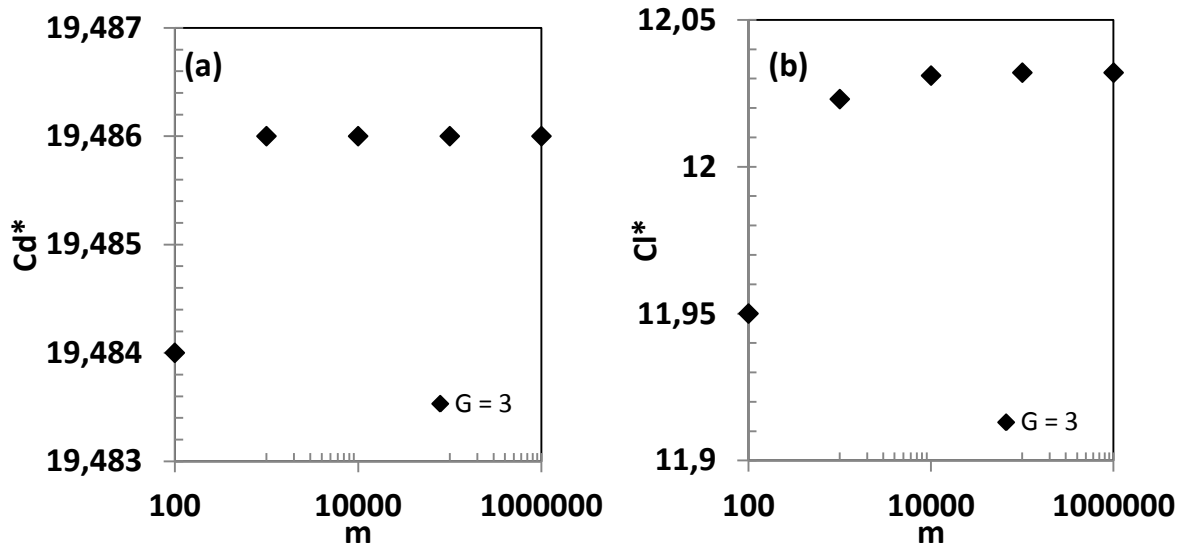 (a)
19,487
19,486
19,485
19,484
19,483
Cd*
G = 3
100
10000
1000000
m
(b)
12,05
12
11,95
11,9
Cl*
G = 3
100
10000
1000000
m